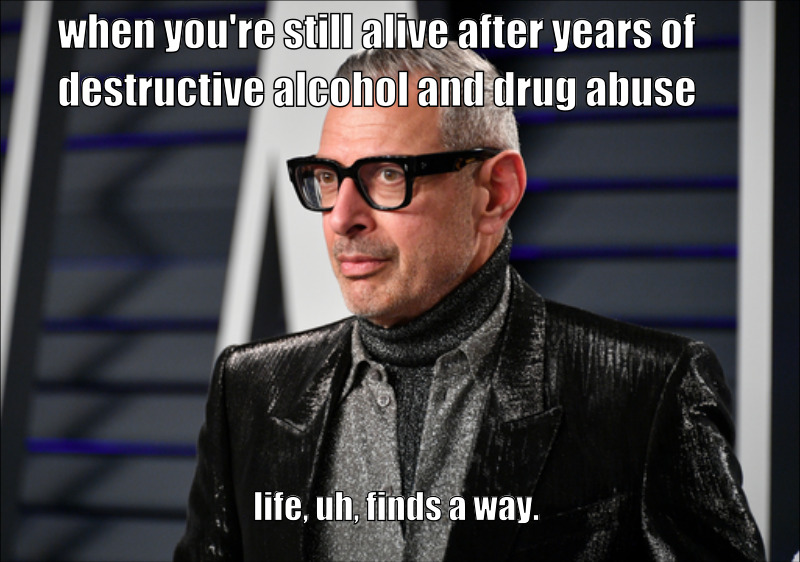 when you're still alive after years of
destructive alcohol and drug abuse
life, uh, finds a way.